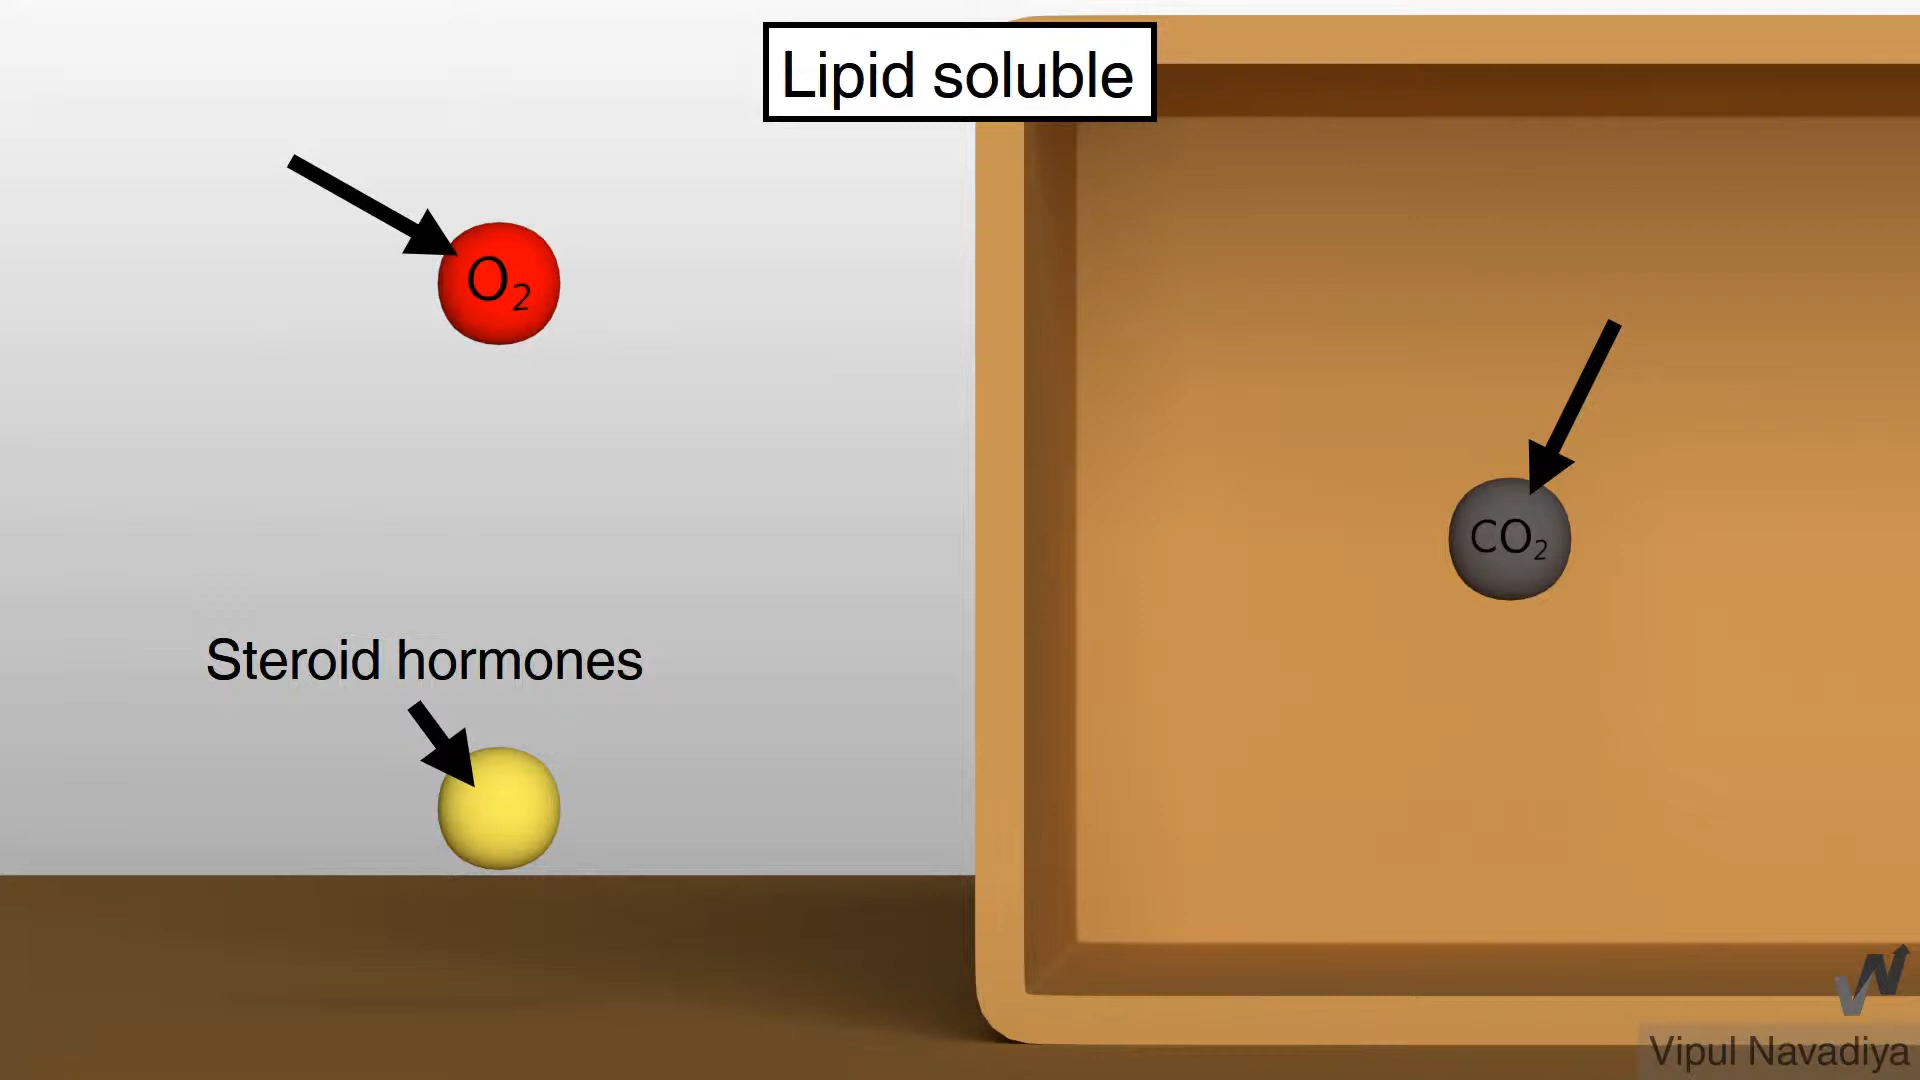 Lipid soluble
O₂
CO₂
Steroid hormones
Vipul Navadiya